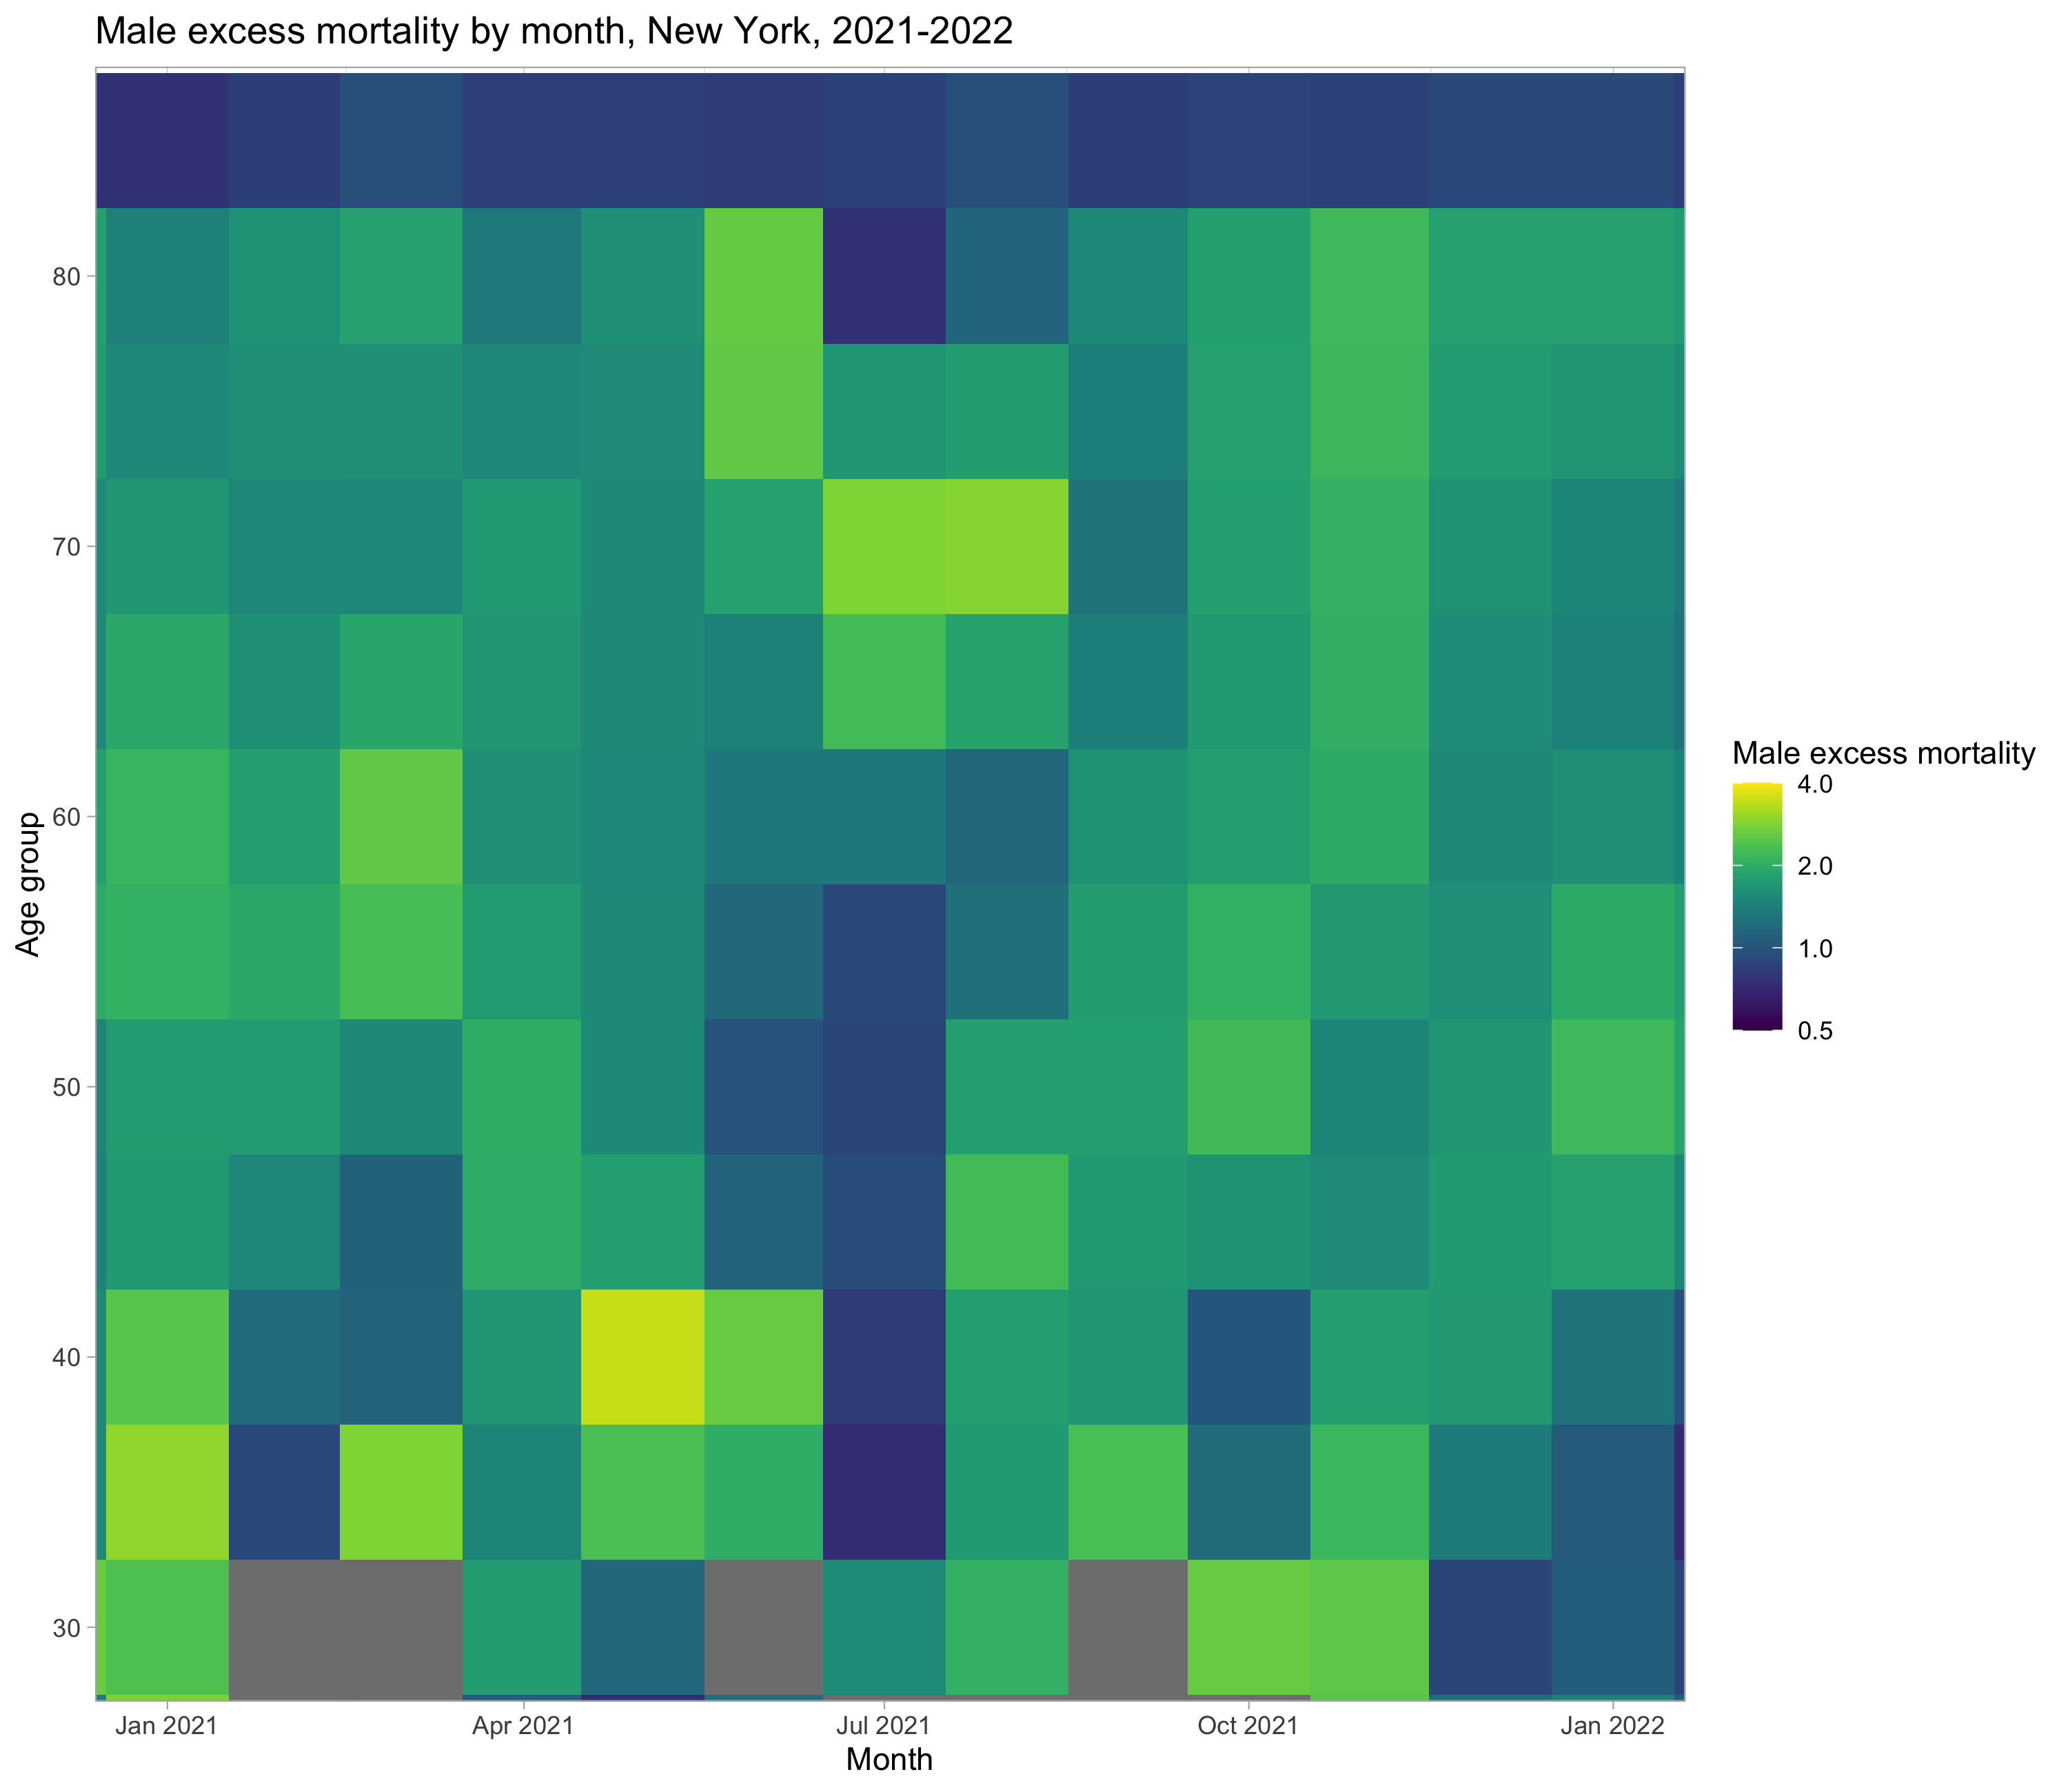 Male excess mortality by month, New York, 2021-2022
Age group
80
70
60
50
40
30
Jan 2021
Apr 2021
Jul 2021
Oct 2021
Jan 2022
Month
Male excess mortality
4.0
2.0
1.0
0.5